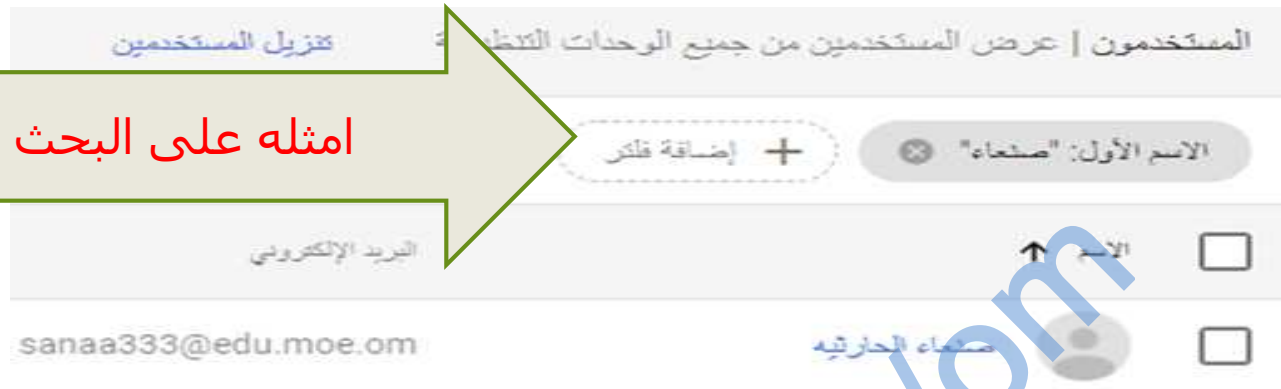 المستخدمون | عرض المستخدمين من جميع الوحدات تنزيل المستخدمين
امثله على البحث
الاسم الأول: "صنعاء" + إضافة فلتر
الاسم البريد الإلكتروني
صنعاء الحارثيه sanaa333@edu.moe.om
om